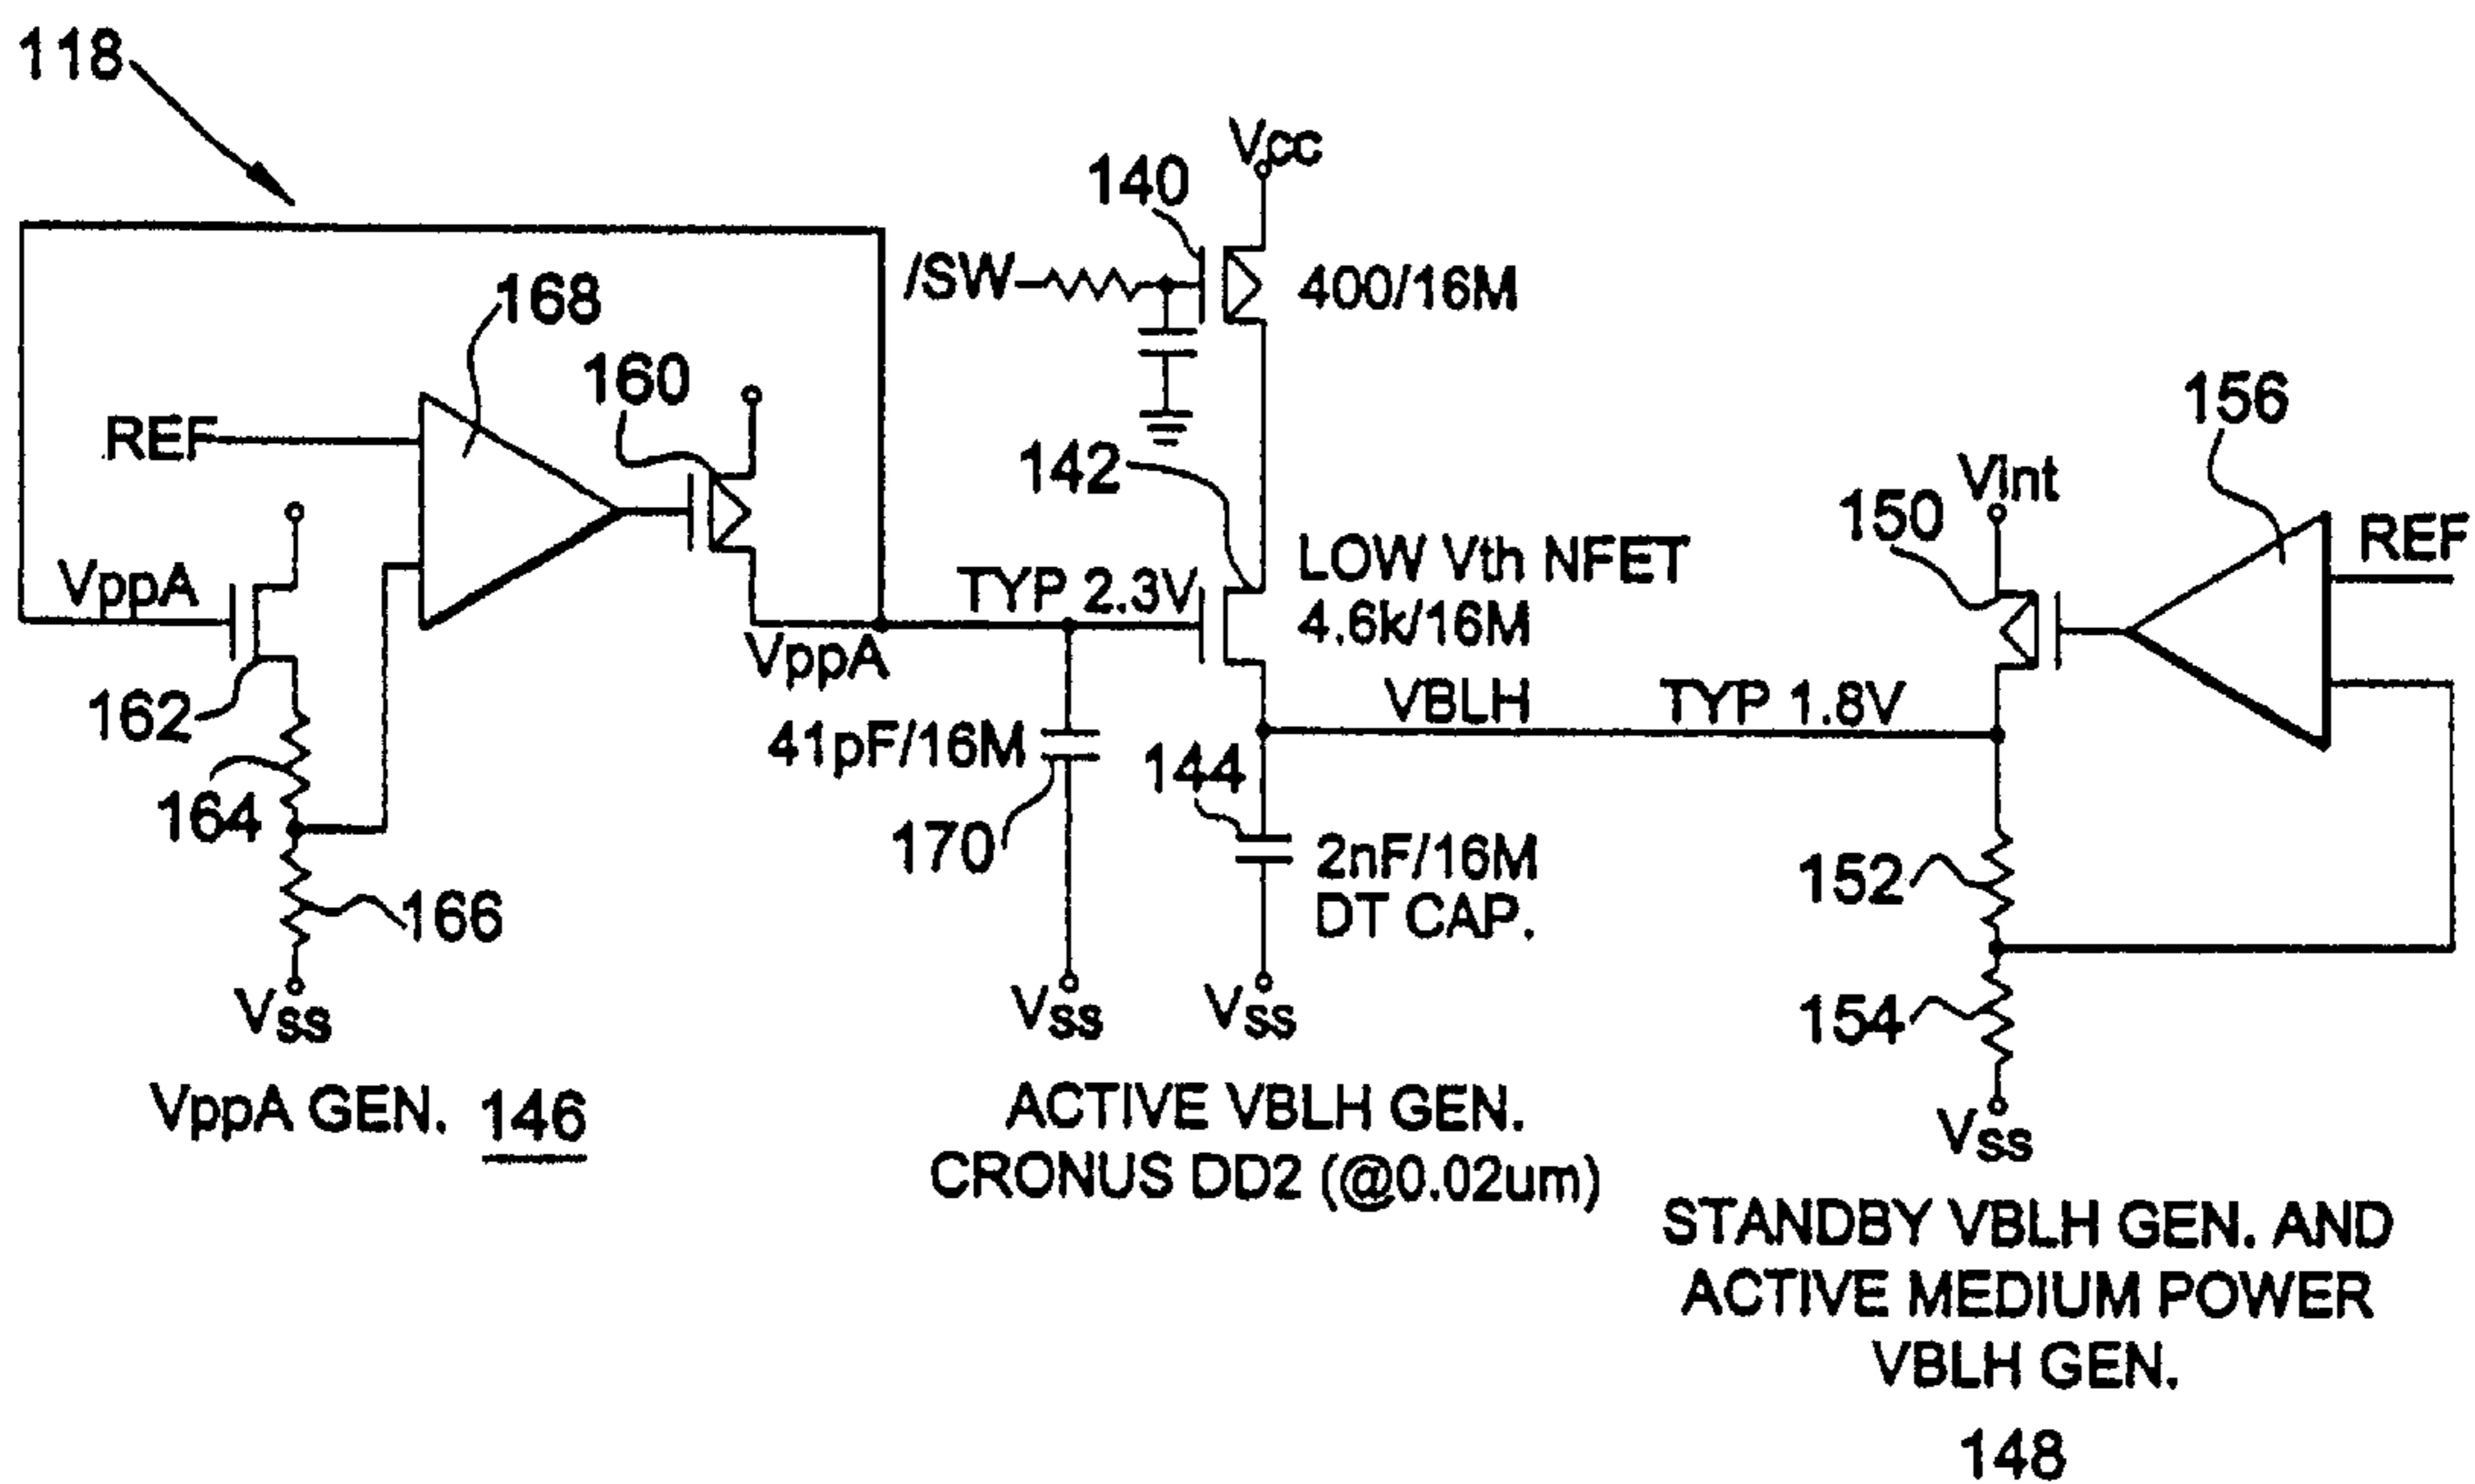 118
Vcc
140
/SW
400/16M
168
160
REF
142
156
Vint
150
REF
LOW Vth NFET
4.6k/16M
VppA
TYP 2.3V
VppA
162
VBLH
TYP 1.8V
41pF/16M
144
164
170
2nF/16M
DT CAP.
152
166
Vss
Vss
Vss
154
VppA GEN. 146
ACTIVE VBLH GEN.
CRONUS DD2 (@0.02um)
Vss
STANDBY VBLH GEN. AND
ACTIVE MEDIUM POWER
VBLH GEN.
148